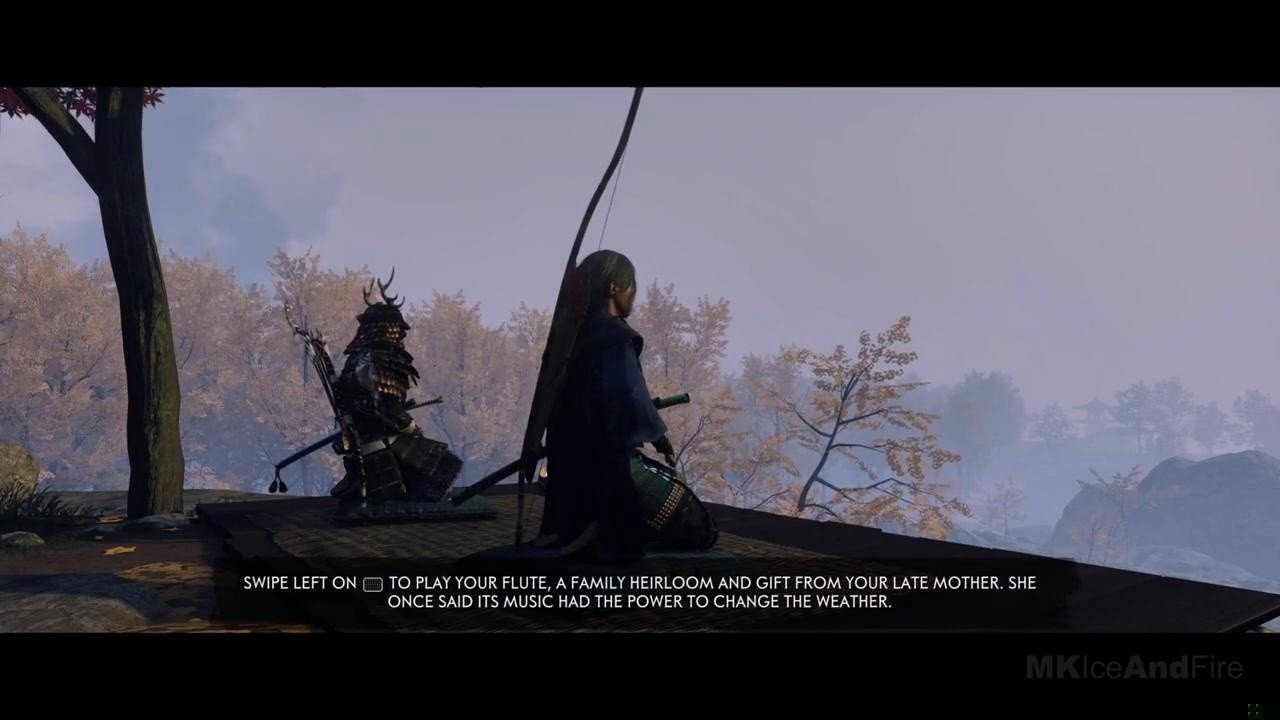 SWIPE LEFT ON TO PLAY YOUR FLUTE, A FAMILY HEIRLOOM AND GIFT FROM YOUR LATE MOTHER. SHE
ONCE SAID ITS MUSIC HAD THE POWER TO CHANGE THE WEATHER.
MKIceAndFire